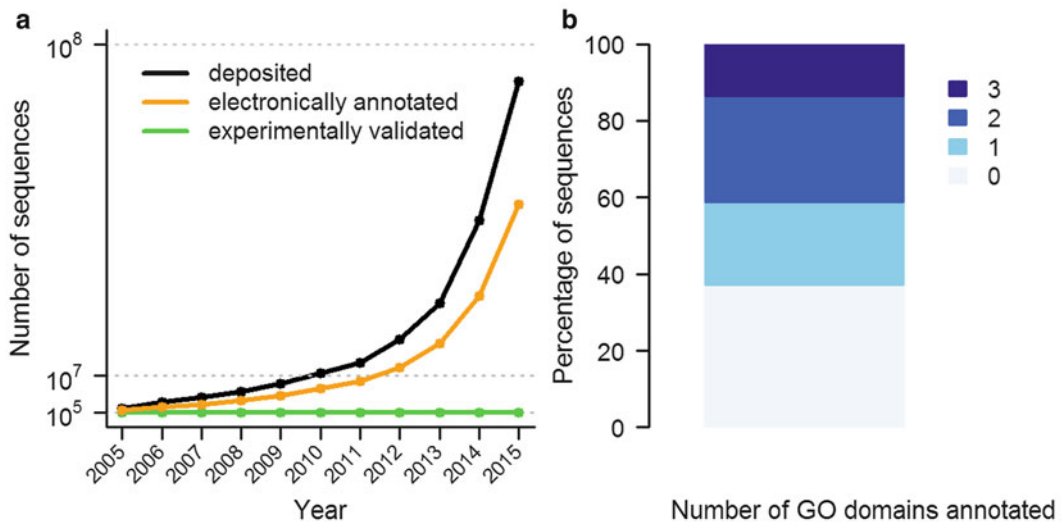 a
10^8
10^7
10^5
Number of sequences
deposited
electronically annotated
experimentally validated
2005
2006
2007
2008
2009
2010
2011
2012
2013
2014
2015
Year
b
100
80
60
40
20
0
Percentage of sequences
3
2
1
0
Number of GO domains annotated